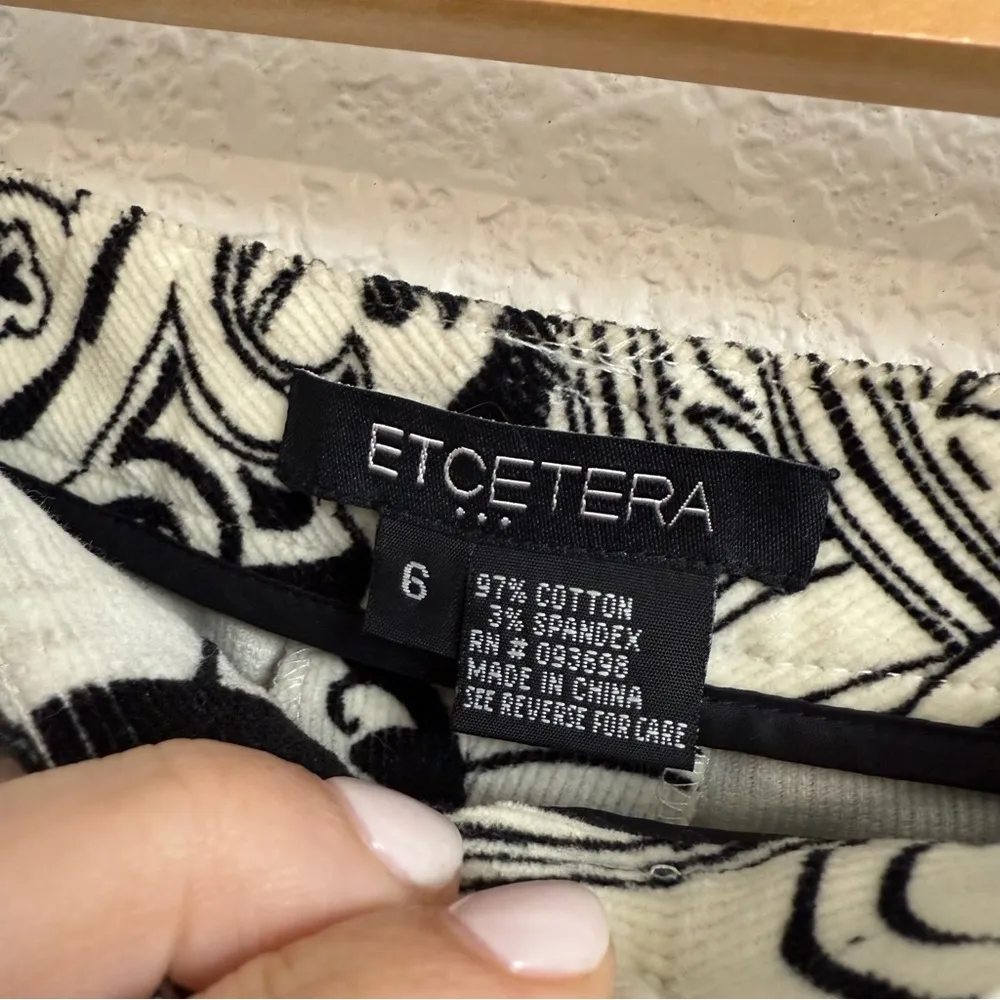 ETCETERA
...
6
97% COTTON
3% SPANDEX
RN # 093698
MADE IN CHINA
SEE REVERSE FOR CARE